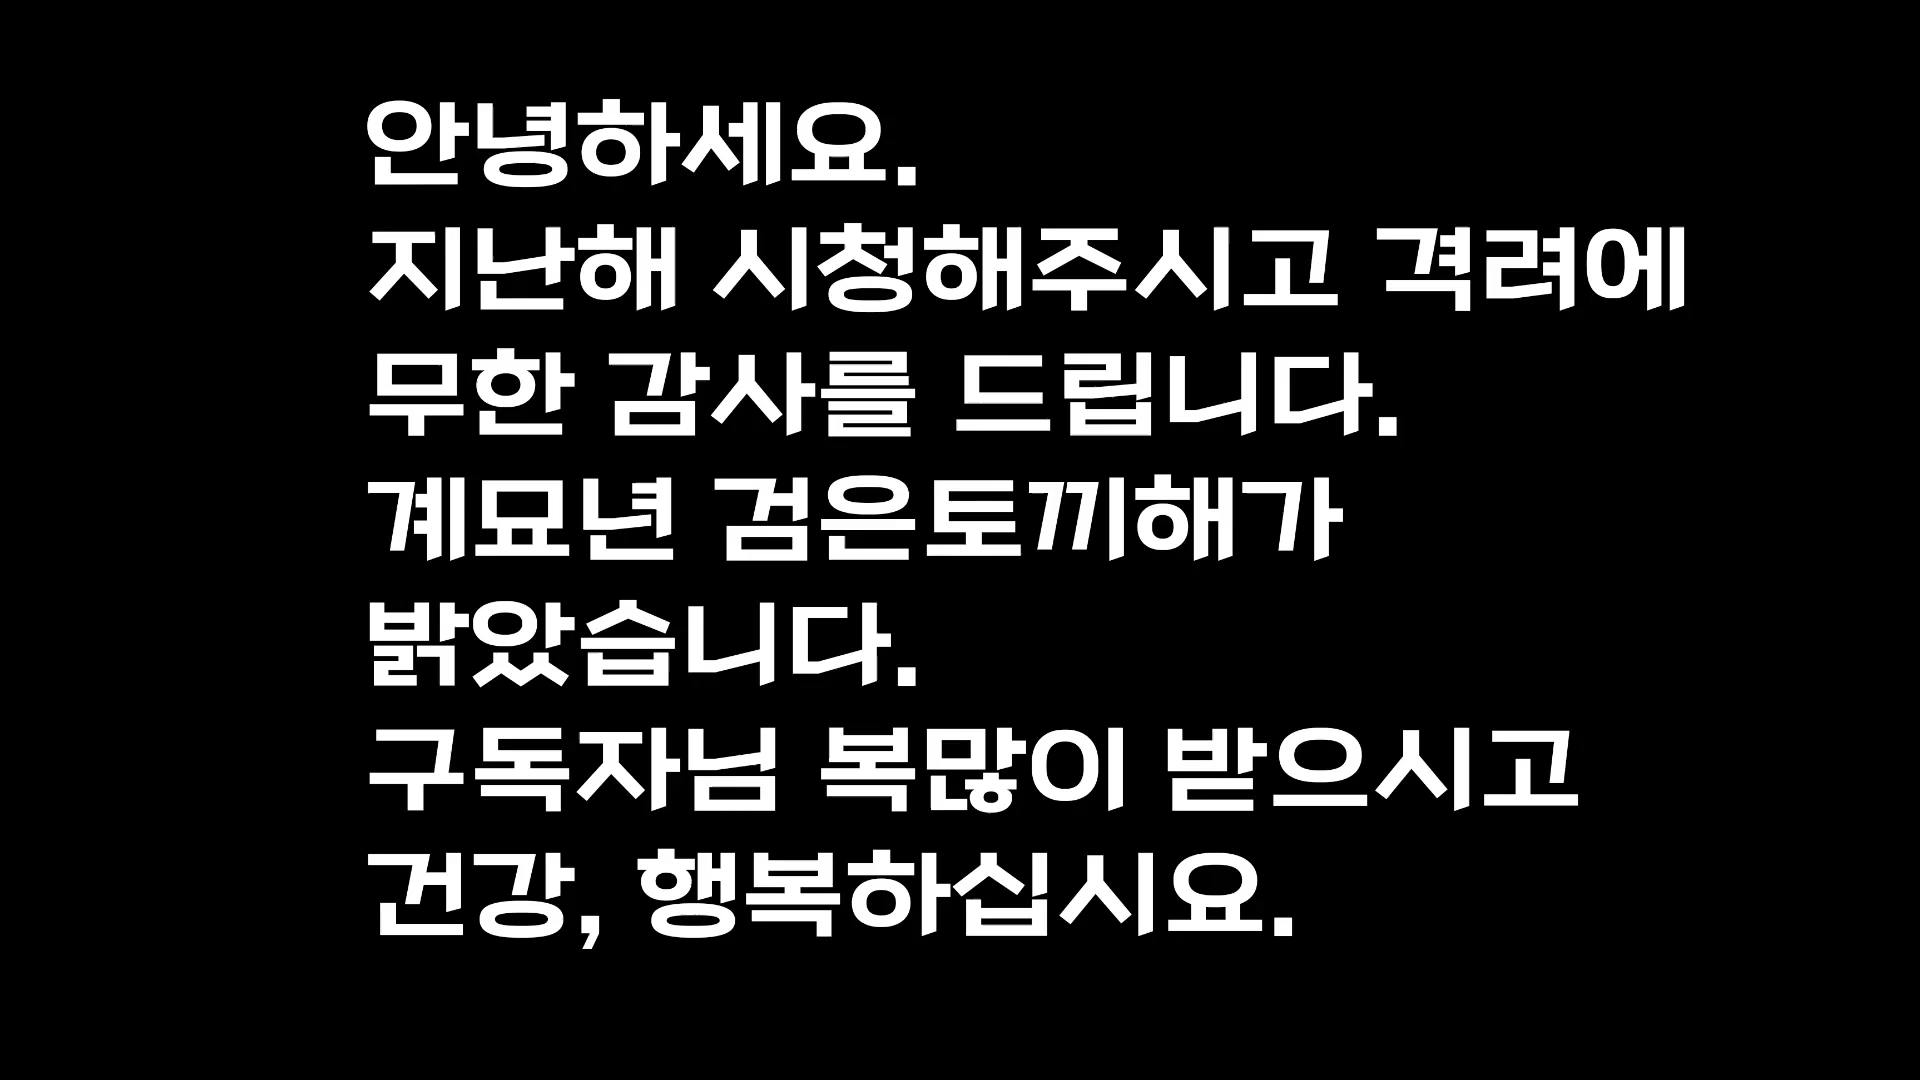 안녕하세요.
지난해 시청해주시고 격려에
무한 감사를 드립니다.
계묘년 검은토끼해가
밝았습니다.
구독자님 복많이 받으시고
건강, 행복하십시요.